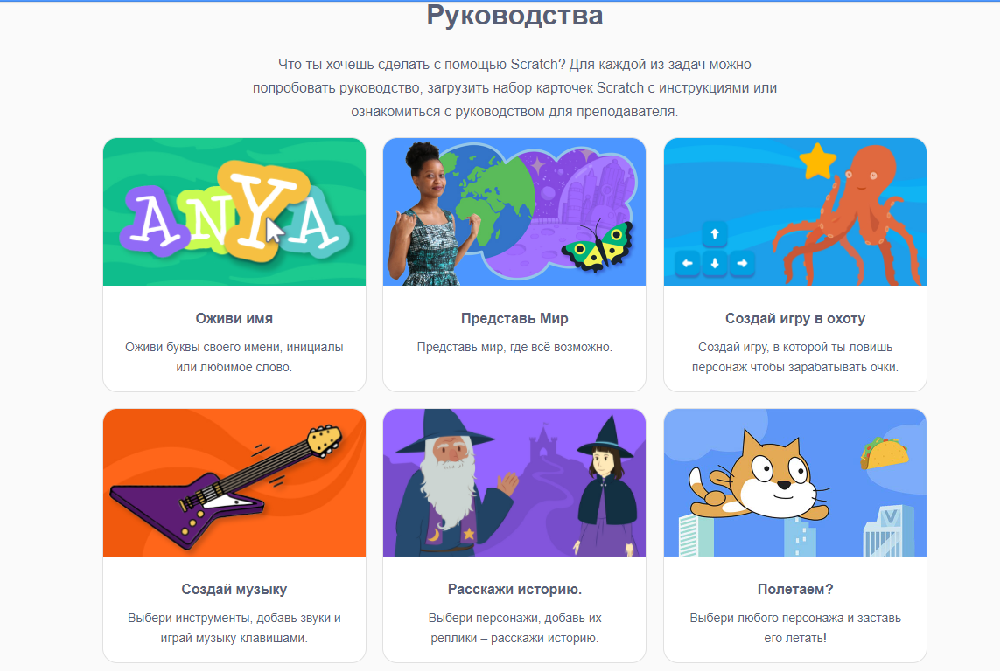 Руководства
Что ты хочешь сделать с помощью Scratch? Для каждой из задач можно
попробовать руководство, загрузить набор карточек Scratch с инструкциями или
ознакомиться с руководством для преподавателя.
ANYA
Оживи имя
Оживи буквы своего имени, инициалы
или любимое слово.
Представь Мир
Представь мир, где всё возможно.
Создай игру в охоту
Создай игру, в которой ты ловишь
персонаж чтобы зарабатывать очки.
Создай музыку
Выбери инструменты, добавь звуки и
играй музыку клавишами.
Расскажи историю.
Выбери персонажи, добавь их
реплики – расскажи историю.
Полетаем?
Выбери любого персонажа и заставь
его летать!